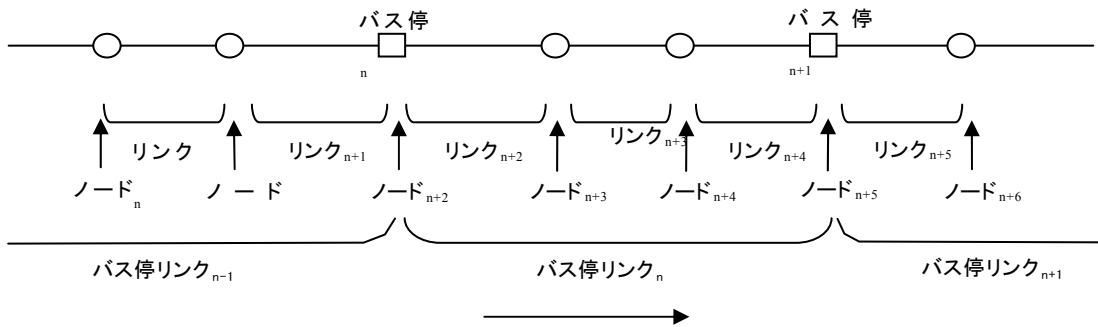 バス停
バス停
n
n+1
リンク
リンクn+1
リンクn+2
リンクn+3
リンクn+4
リンクn+5
ノードn
ノード
ノードn+2
ノードn+3
ノードn+4
ノードn+5
ノードn+6
バス停リンクn-1
バス停リンクn
バス停リンクn+1